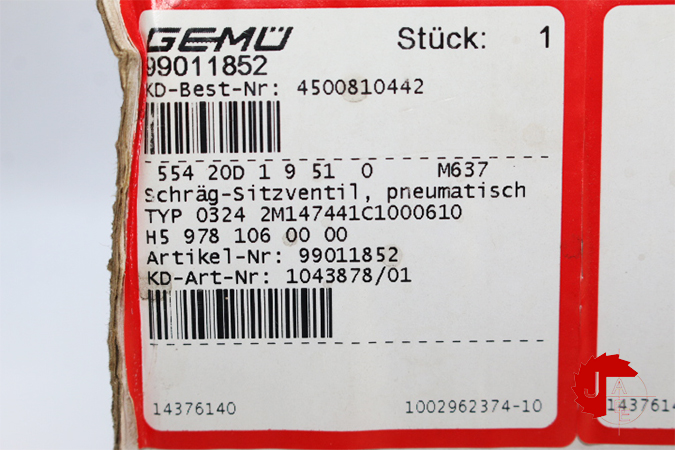 GEMÜ Stück: 1
99011852
KD-Best-Nr: 4500810442
554 20D 1 9 51 0 M637
Schräg-Sitzventil, pneumatisch
TYP 0324 2M147441C1000610
H5 978 106 00 00
Artikel-Nr: 99011852
KD-Art-Nr: 1043878/01
14376140 1002962374-10
1437614